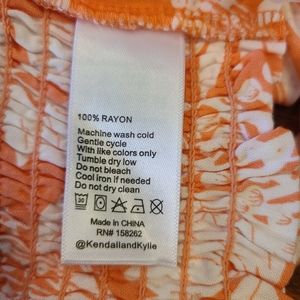 100% RAYON
Machine wash cold
Gentle cycle
With like colors only
Tumble dry low
Do not bleach
Cool iron if needed
Do not dry clean
Made in CHINA
RN# 158262
@KendallandKylie